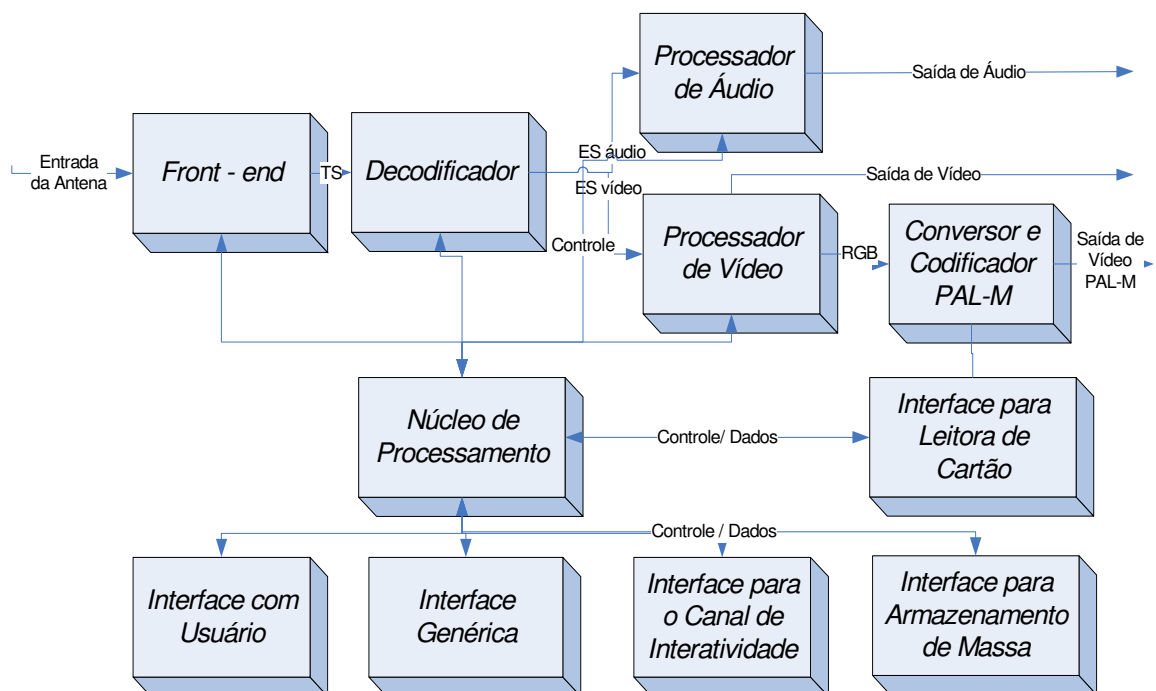 Processador
de Áudio
Saída de Áudio
Entrada
da Antena
Front - end
TS
Decodificador
ES áudio
ES vídeo
Controle
Saída de Vídeo
Processador
de Vídeo
RGB
Conversor e
Codificador
PAL-M
Saída de
Vídeo
PAL-M
Núcleo de
Processamento
Controle/ Dados
Interface para
Leitora de
Cartão
Controle / Dados
Interface com
Usuário
Interface
Genérica
Interface para
o Canal de
Interatividade
Interface para
Armazenamento
de Massa